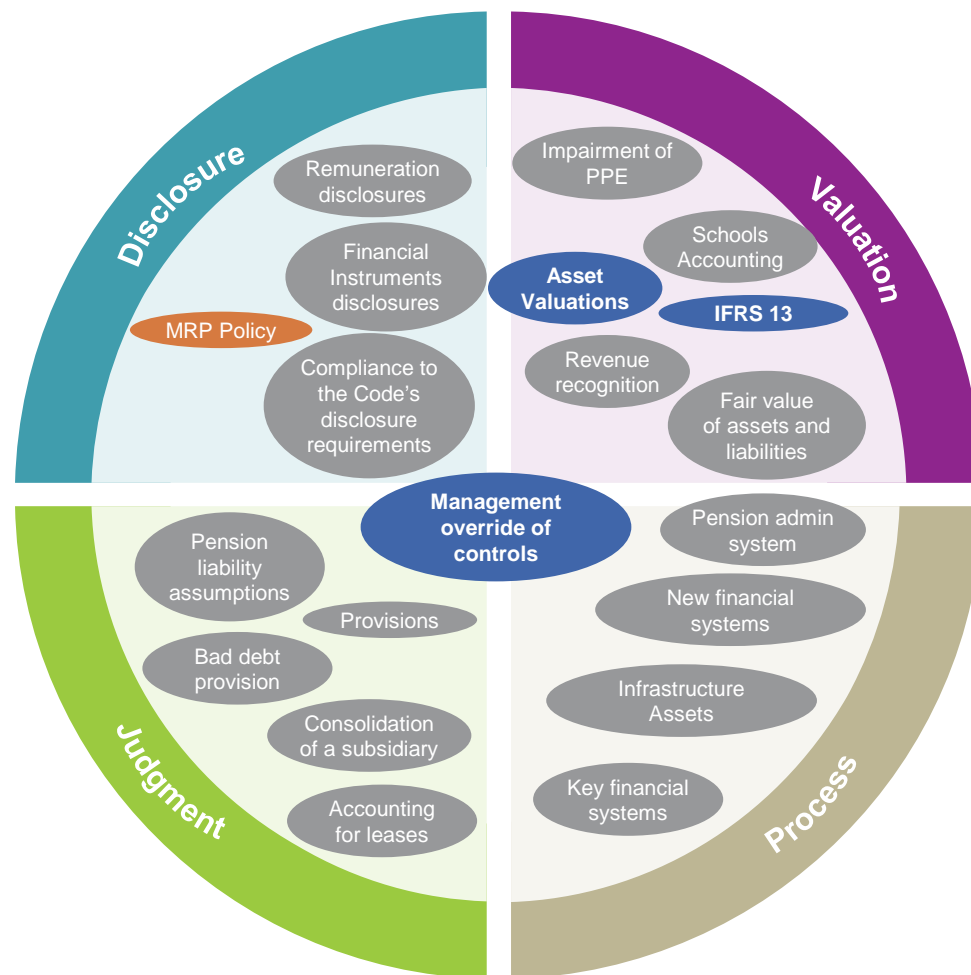 Disclosure
Remuneration
disclosures
Financial
Instruments
disclosures
MRP Policy
Compliance to
the Code’s
disclosure
requirements
Valuation
Impairment of
PPE
Schools
Accounting
Asset
Valuations
IFRS 13
Revenue
recognition
Fair value
of assets and
liabilities
Management
override of
controls
Judgment
Pension
liability
assumptions
Provisions
Bad debt
provision
Consolidation
of a subsidiary
Accounting
for leases
Process
Pension admin
system
New financial
systems
Infrastructure
Assets
Key financial
systems